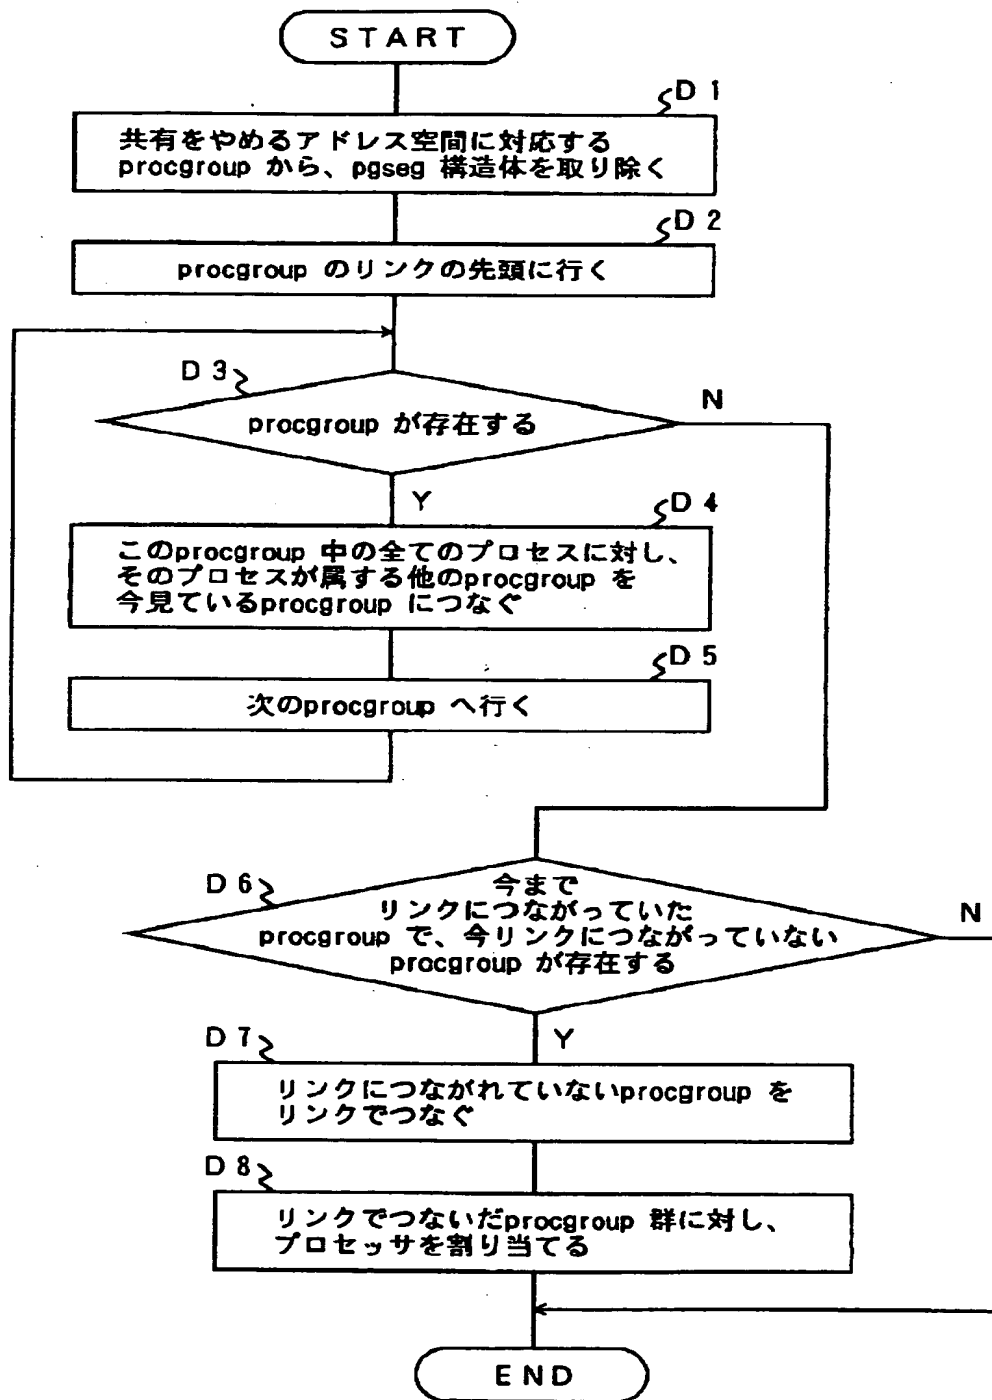 START
D1
共有をやめるアドレス空間に対応する
procgroup から、pgseg 構造体を取り除く
D2
procgroup のリンクの先頭に行く
D3
procgroup が存在する
N
Y
D4
このprocgroup 中の全てのプロセスに対し、
そのプロセスが属する他のprocgroup を
今見ているprocgroup につなぐ
D5
次のprocgroup へ行く
D6
今まで
リンクにつながっていた
procgroup で、今リンクにつながっていない
procgroup が存在する
N
Y
D7
リンクにつながれていないprocgroup を
リンクでつなぐ
D8
リンクでつないだprocgroup 群に対し、
プロセッサを割り当てる
END